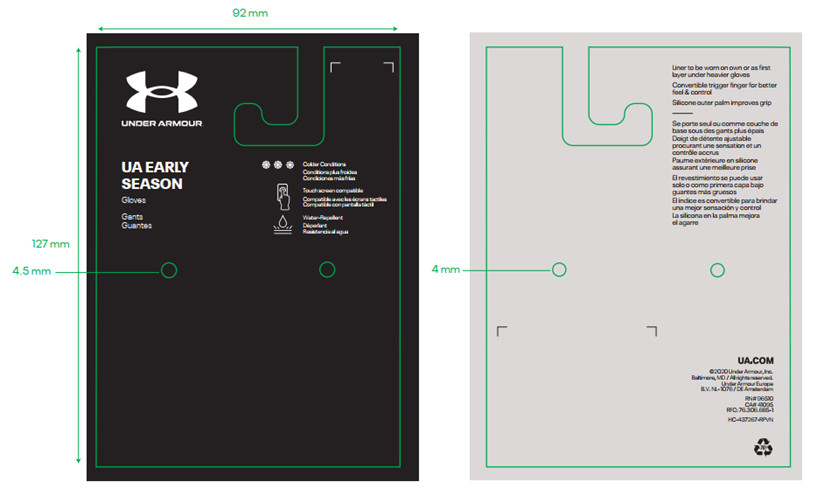 92 mm
127 mm
4.5 mm
UNDER ARMOUR
UA EARLY
SEASON
Gloves
Gants
Guantes
Colder Conditions
Conditions plus froides
Condiciones más frías
Touch screen compatible
Compatible avec les écrans tactiles
Compatible con pantalla táctil
Water-Repellent
Déperlant
Resistencia al agua
4 mm
Liner to be worn on own or as first
layer under heavier gloves
Convertible trigger finger for better
feel & control
Silicone outer palm improves grip
Se porte seul ou comme couche de
base sous des gants plus épais
Doigt de détente ajustable
procurant une sensation et un
contrôle accrus
Paume extérieure en silicone
assurant une meilleure prise
El revestimiento se puede usar
solo o como primera capa bajo
guantes más gruesos
El índice es convertible para brindar
una mejor sensación y control
La silicona en la palma mejora
el agarre
UA.COM
©2020 Under Armour, Inc.
Baltimore, MD / All rights reserved.
Under Armour Europe
B.V. NL-1076 / DE Amsterdam
RN# 96510
CA# 41095
RFC: 76.306.685-1
HC-437267-RPVN